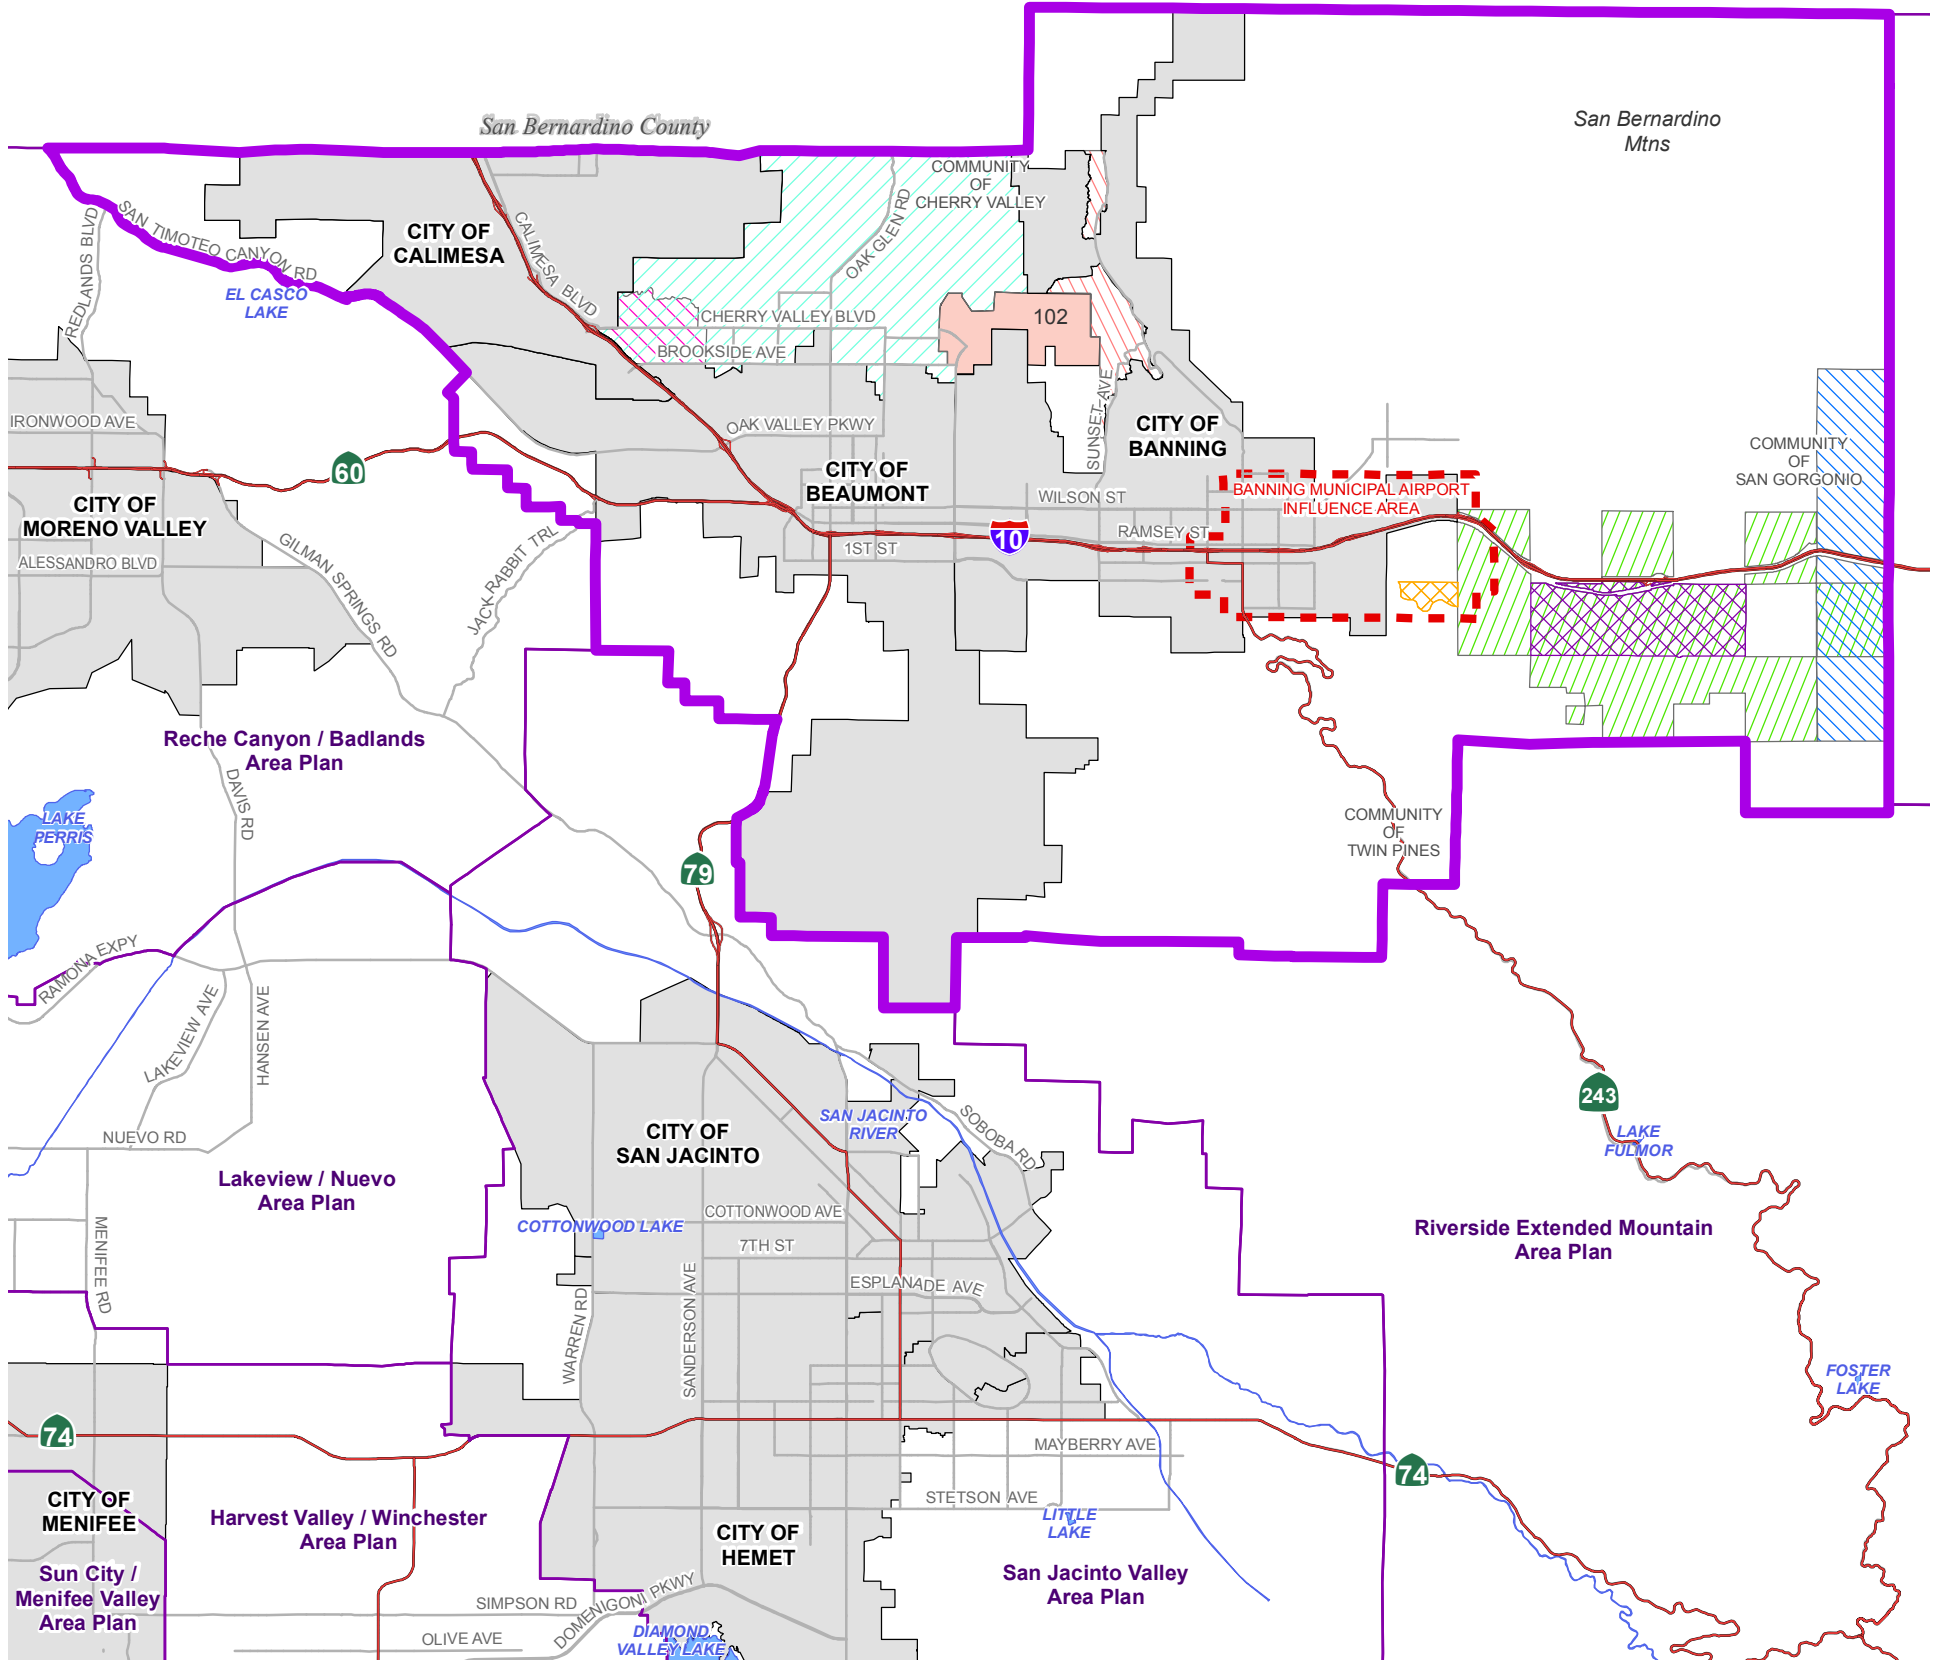 San Bernardino County
San Bernardino
Mtns
COMMUNITY
OF
CHERRY VALLEY
CITY OF
CALIMESA
CALIMESA BLVD
OAK GLEN RD
REDLANDS BLVD
SAN TIMOTEO CANYON RD
EL CASCO
LAKE
CHERRY VALLEY BLVD
102
BROOKSIDE AVE
IRONWOOD AVE
OAK VALLEY PKWY
SUNSET AVE
CITY OF
BANNING
COMMUNITY
OF
SAN GORGONIO
60
CITY OF
BEAUMONT
WILSON ST
BANNING MUNICIPAL AIRPORT
INFLUENCE AREA
CITY OF
MORENO VALLEY
RAMSEY ST
10
1ST ST
GILMAN SPRINGS RD
JACK RABBIT TRL
ALESSANDRO BLVD
Reche Canyon / Badlands
Area Plan
DAVIS RD
LAKE
PERRIS
COMMUNITY
OF
TWIN PINES
79
RAMONA EXPY
LAKEVIEW AVE
HANSEN AVE
243
SAN JACINTO
RIVER
SOBOBA RD
CITY OF
SAN JACINTO
NUEVO RD
LAKE
FULMOR
Lakeview / Nuevo
Area Plan
COTTONWOOD LAKE
COTTONWOOD AVE
7TH ST
Riverside Extended Mountain
Area Plan
MENIFEE RD
ESPLANADE AVE
WARREN RD
SANDERSON AVE
FOSTER
LAKE
74
MAYBERRY AVE
74
CITY OF
MENIFEE
STETSON AVE
Harvest Valley / Winchester
Area Plan
LITTLE
LAKE
CITY OF
HEMET
Sun City /
Menifee Valley
Area Plan
San Jacinto Valley
Area Plan
SIMPSON RD
DOMENIGONI PKWY
OLIVE AVE
DIAMOND
VALLEY LAKE